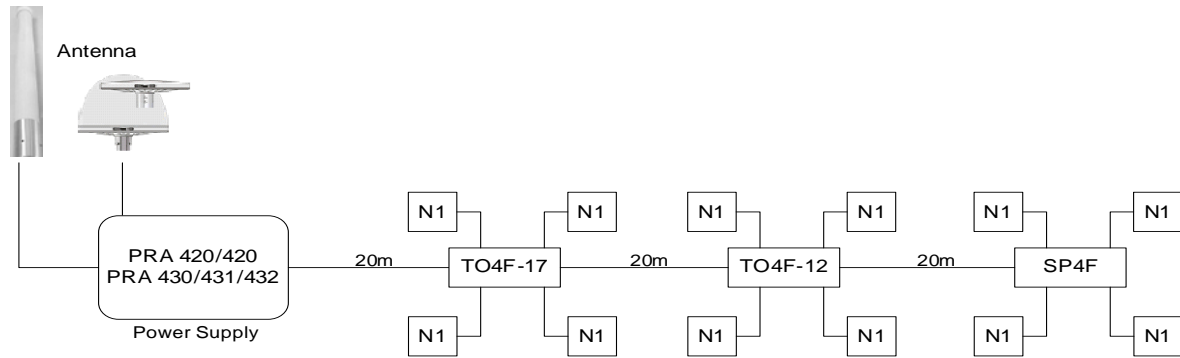 Antenna
N1 N1 N1 N1 N1 N1
PRA 420/420
PRA 430/431/432
20m TO4F-17 20m TO4F-12 20m SP4F
Power Supply
N1 N1 N1 N1 N1 N1